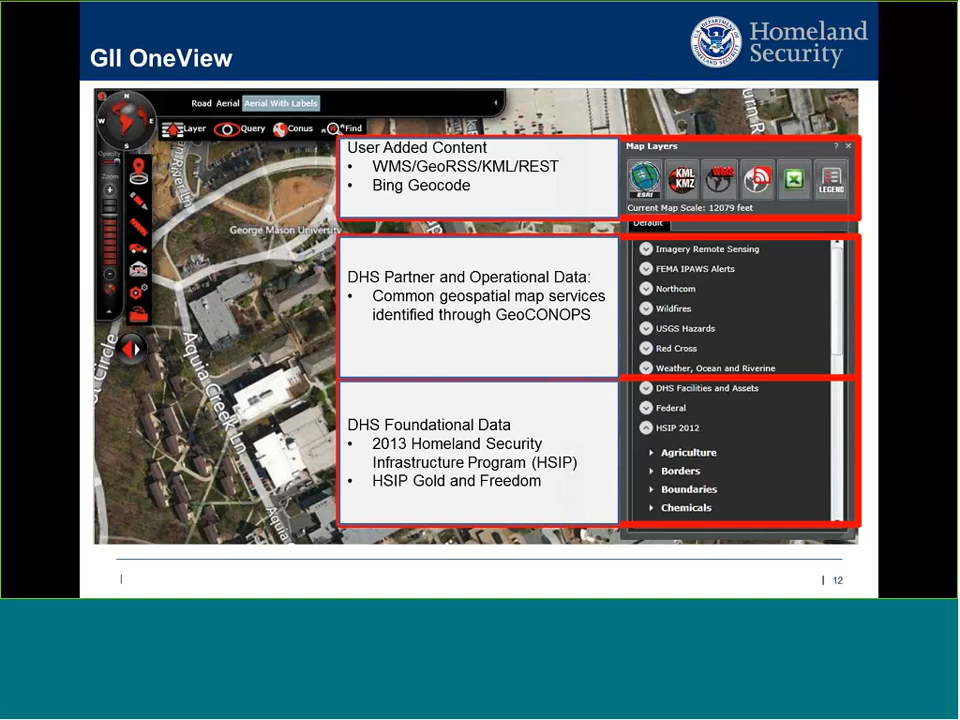 GII OneView
Homeland
Security
Road Aerial Aerial With Labels
Layer Query Conus Find
N
W E
S
Opacity
Zoom
User Added Content
• WMS/GeoRSS/KML/REST
• Bing Geocode
Map Layers ? ×
ESRI KML KMZ WMS LEGEND
Current Map Scale: 12079 feet
Default
George Mason University
DHS Partner and Operational Data:
• Common geospatial map services
identified through GeoCONOPS
Imagery Remote Sensing
FEMA IPAWS Alerts
Northcom
Wildfires
USGS Hazards
Red Cross
Weather, Ocean and Riverine
DHS Foundational Data
• 2013 Homeland Security
Infrastructure Program (HSIP)
• HSIP Gold and Freedom
DHS Facilities and Assets
Federal
HSIP 2012
Agriculture
Borders
Boundaries
Chemicals
Aquia Creek Ln
Circle
Aquia
| | 12